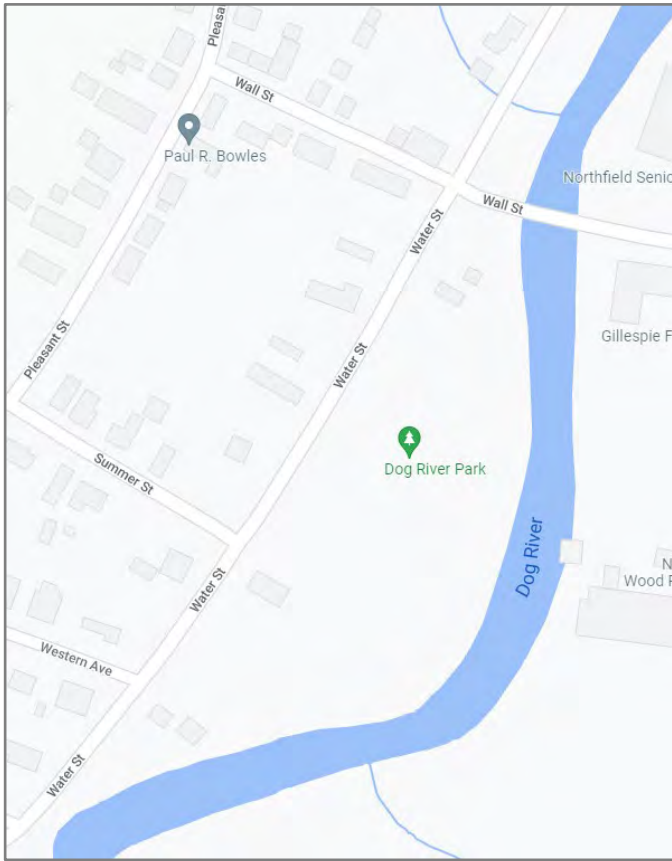 Pleasa
Wall St
Paul R. Bowles
Northfield Senio
Wall St
Water St
Gillespie F
Pleasant St
Water St
Dog River Park
Summer St
Dog River
N
Wood R
Water St
Western Ave
Water St